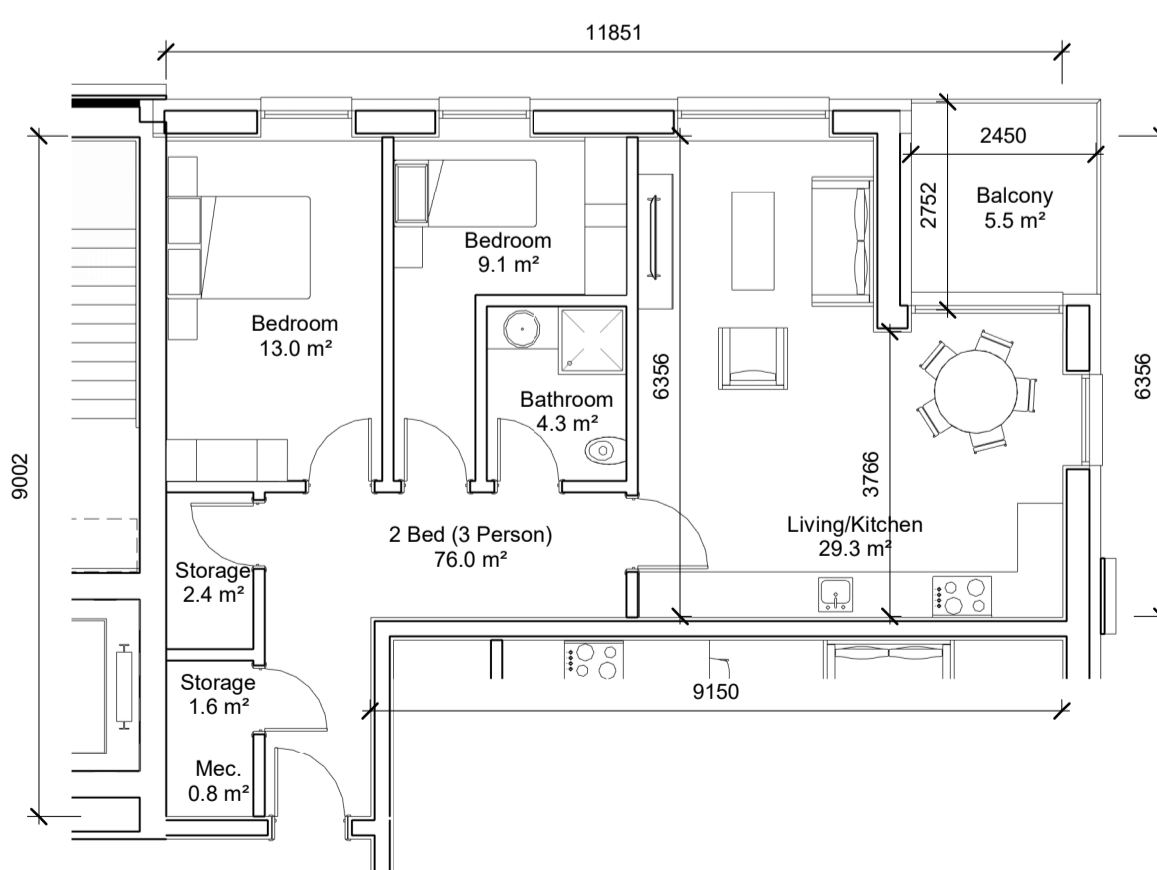 11851
2450
2752
Balcony
5.5 m²
Bedroom
9.1 m²
Bedroom
13.0 m²
6356
6356
Bathroom
4.3 m²
9002
3766
2 Bed (3 Person)
76.0 m²
Living/Kitchen
29.3 m²
Storage
2.4 m²
Storage
1.6 m²
9150
Mec.
0.8 m²